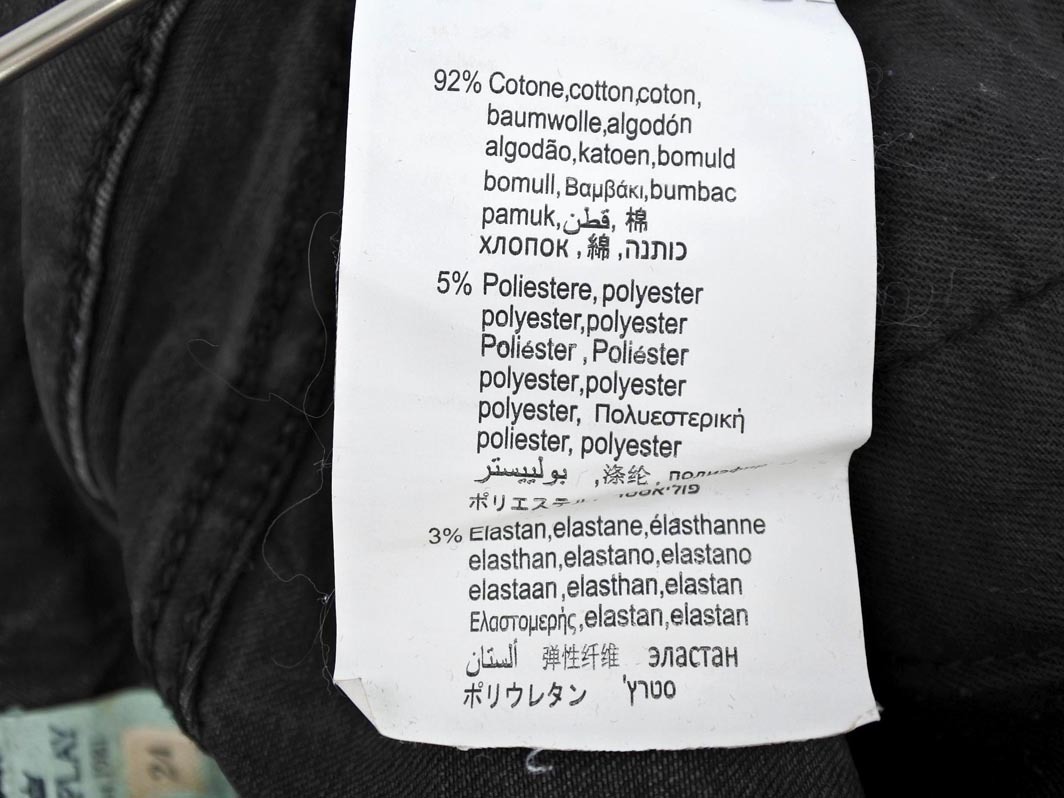 92% Cotone,cotton,coton,
baumwolle,algodón
algodão,katoen,bomuld
bomull,Βαμβάκι,bumbac
pamuk,قطن, 棉
хлопок ,綿 ,כותנה
5% Poliestere, polyester
polyester,polyester
Poliéster , Poliéster
polyester,polyester
polyester, Πολυεστερική
poliester, polyester
بولييستر ,涤纶,
ポリエステル
3% Elastan,elastane,élasthanne
elasthan,elastano,elastano
elastaan,elasthan,elastan
Ελαστομερής,elastan,elastan
ألستان 弹性纤维 эластан
ポリウレタン סטרץ'
PLAY
24